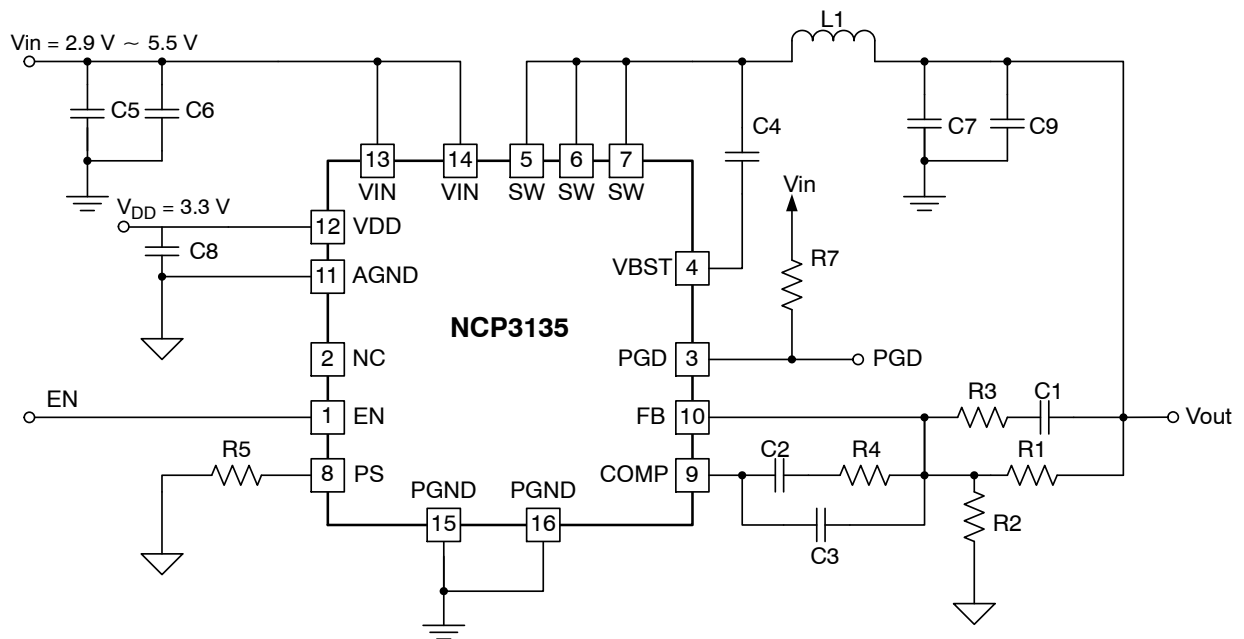 L1
Vin = 2.9 V ~ 5.5 V
C5
C6
C4
C7
C9
13
14
5
6
7
VIN
VIN
SW
SW
SW
Vin
VDD = 3.3 V
12
VDD
C8
11
AGND
VBST
4
R7
NCP3135
2
NC
PGD
3
PGD
EN
1
EN
FB
10
R3
C1
Vout
R5
8
PS
COMP
9
C2
R4
R1
PGND
PGND
15
16
C3
R2